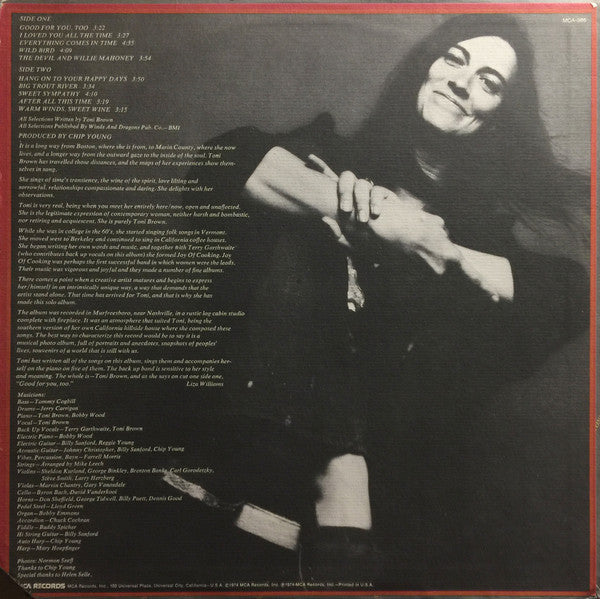 SIDE ONE
GOOD FOR YOU, TOO 3:22
I LOVED YOU ALL THE TIME 3:27
EVERYTHING COMES IN TIME 4:35
WILD BIRD 4:09
THE DEVIL AND WILLIE MAHONEY 3:54
SIDE TWO
HANG ON TO YOUR HAPPY DAYS 3:50
BIG TROUT RIVER 3:34
SWEET SYMPATHY 4:10
AFTER ALL THIS TIME 3:19
WARM WINDS, SWEET WINE 3:15
All Selections Written by Toni Brown
All Selections Published By Winds And Dragons Pub. Co.—BMI
PRODUCED BY CHIP YOUNG
MCA-386
It is a long way from Boston, where she is from, to Marin County, where she now
lives, and a longer way from the outward gaze to the inside of the soul. Toni
Brown has travelled those distances, and the maps of her experiences show them-
selves in song.
She sings of time's transience, the wine of the spirit, love lilting and
sorrowful, relationships compassionate and daring. She delights with her
observations.
Toni is very real, being when you meet her entirely here/now, open and unaffected.
She is the legitimate expression of contemporary woman, neither harsh and bombastic,
nor retiring and acquiescent. She is purely Toni Brown.
While she was in college in the 60's, she started singing folk songs in Vermont.
She moved west to Berkeley and continued to sing in California coffee houses.
She began writing her own words and music, and together with Terry Garthwaite
(who contributes back up vocals on this album) she formed Joy Of Cooking. Joy
Of Cooking was perhaps the first successful band in which women were the leads.
Their music was vigorous and joyful and they made a number of fine albums.
There comes a point when a creative artist matures and begins to express
her/himself in an intrinsically unique way, a way that demands that the
artist stand alone. That time has arrived for Toni, and that is why she has
made this solo album.
The album was recorded in Murfreesboro, near Nashville, in a rustic log cabin studio
complete with fireplace. It was an atmosphere that suited Toni, being the
southern version of her own California hillside house where she composed these
songs. The best way to characterize this record would be to say it is a
musical photo album, full of portraits and anecdotes, snapshots of peoples'
lives, souvenirs of a world that is still with us.
Toni has written all of the songs on this album, sings them and accompanies her-
self on the piano on five of them. The back up band is sensitive to her style
and meaning. The whole is—Toni Brown, and as she says on cut one side one,
"Good for you, too." Liza Williams
Musicians:
Bass—Tommy Cogbill
Drums—Jerry Carrigan
Piano—Toni Brown, Bobby Wood
Vocal—Toni Brown
Back Up Vocals—Terry Garthwaite, Toni Brown
Electric Piano—Bobby Wood
Electric Guitar—Billy Sanford, Reggie Young
Acoustic Guitar—Johnny Christopher, Billy Sanford, Chip Young
Vibes, Percussion, Bayn—Farrell Morris
Strings—Arranged by Mike Leech
Violins—Sheldon Kurland, George Binkley, Brenton Banks, Carl Gorodetzky,
Steve Smith, Larry Herzberg
Violas—Marvin Chantry, Gary Vanosdale
Cello—Byron Bach, David Vanderkooi
Horns—Don Sheffield, George Tidwell, Billy Puett, Dennis Good
Pedal Steel—Lloyd Green
Organ—Bobby Emmons
Accordion—Chuck Cochran
Fiddle—Buddy Spichar
Hi String Guitar—Billy Sanford
Auto Harp—Chip Young
Harp—Mary Hoepfinger
Photos: Norman Seeff
Thanks to Chip Young
Special thanks to Helen Selle.
MCA RECORDS MCA Records, Inc., 100 Universal Plaza, Universal City, California—U.S.A. ©1974 MCA Records, Inc. ℗1974 MCA Records, Inc.—Printed in U.S.A.